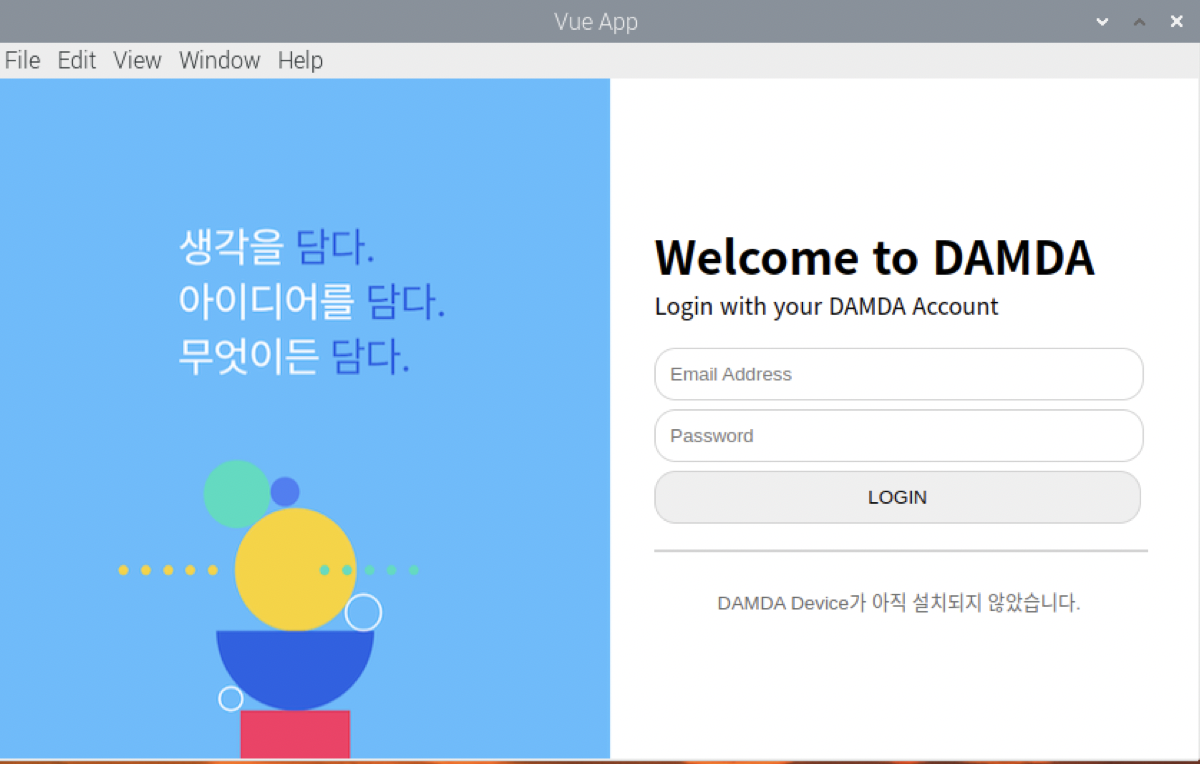 Vue App
File Edit View Window Help
생각을 담다.
아이디어를 담다.
무엇이든 담다.
Welcome to DAMDA
Login with your DAMDA Account
Email Address
Password
LOGIN
DAMDA Device가 아직 설치되지 않았습니다.